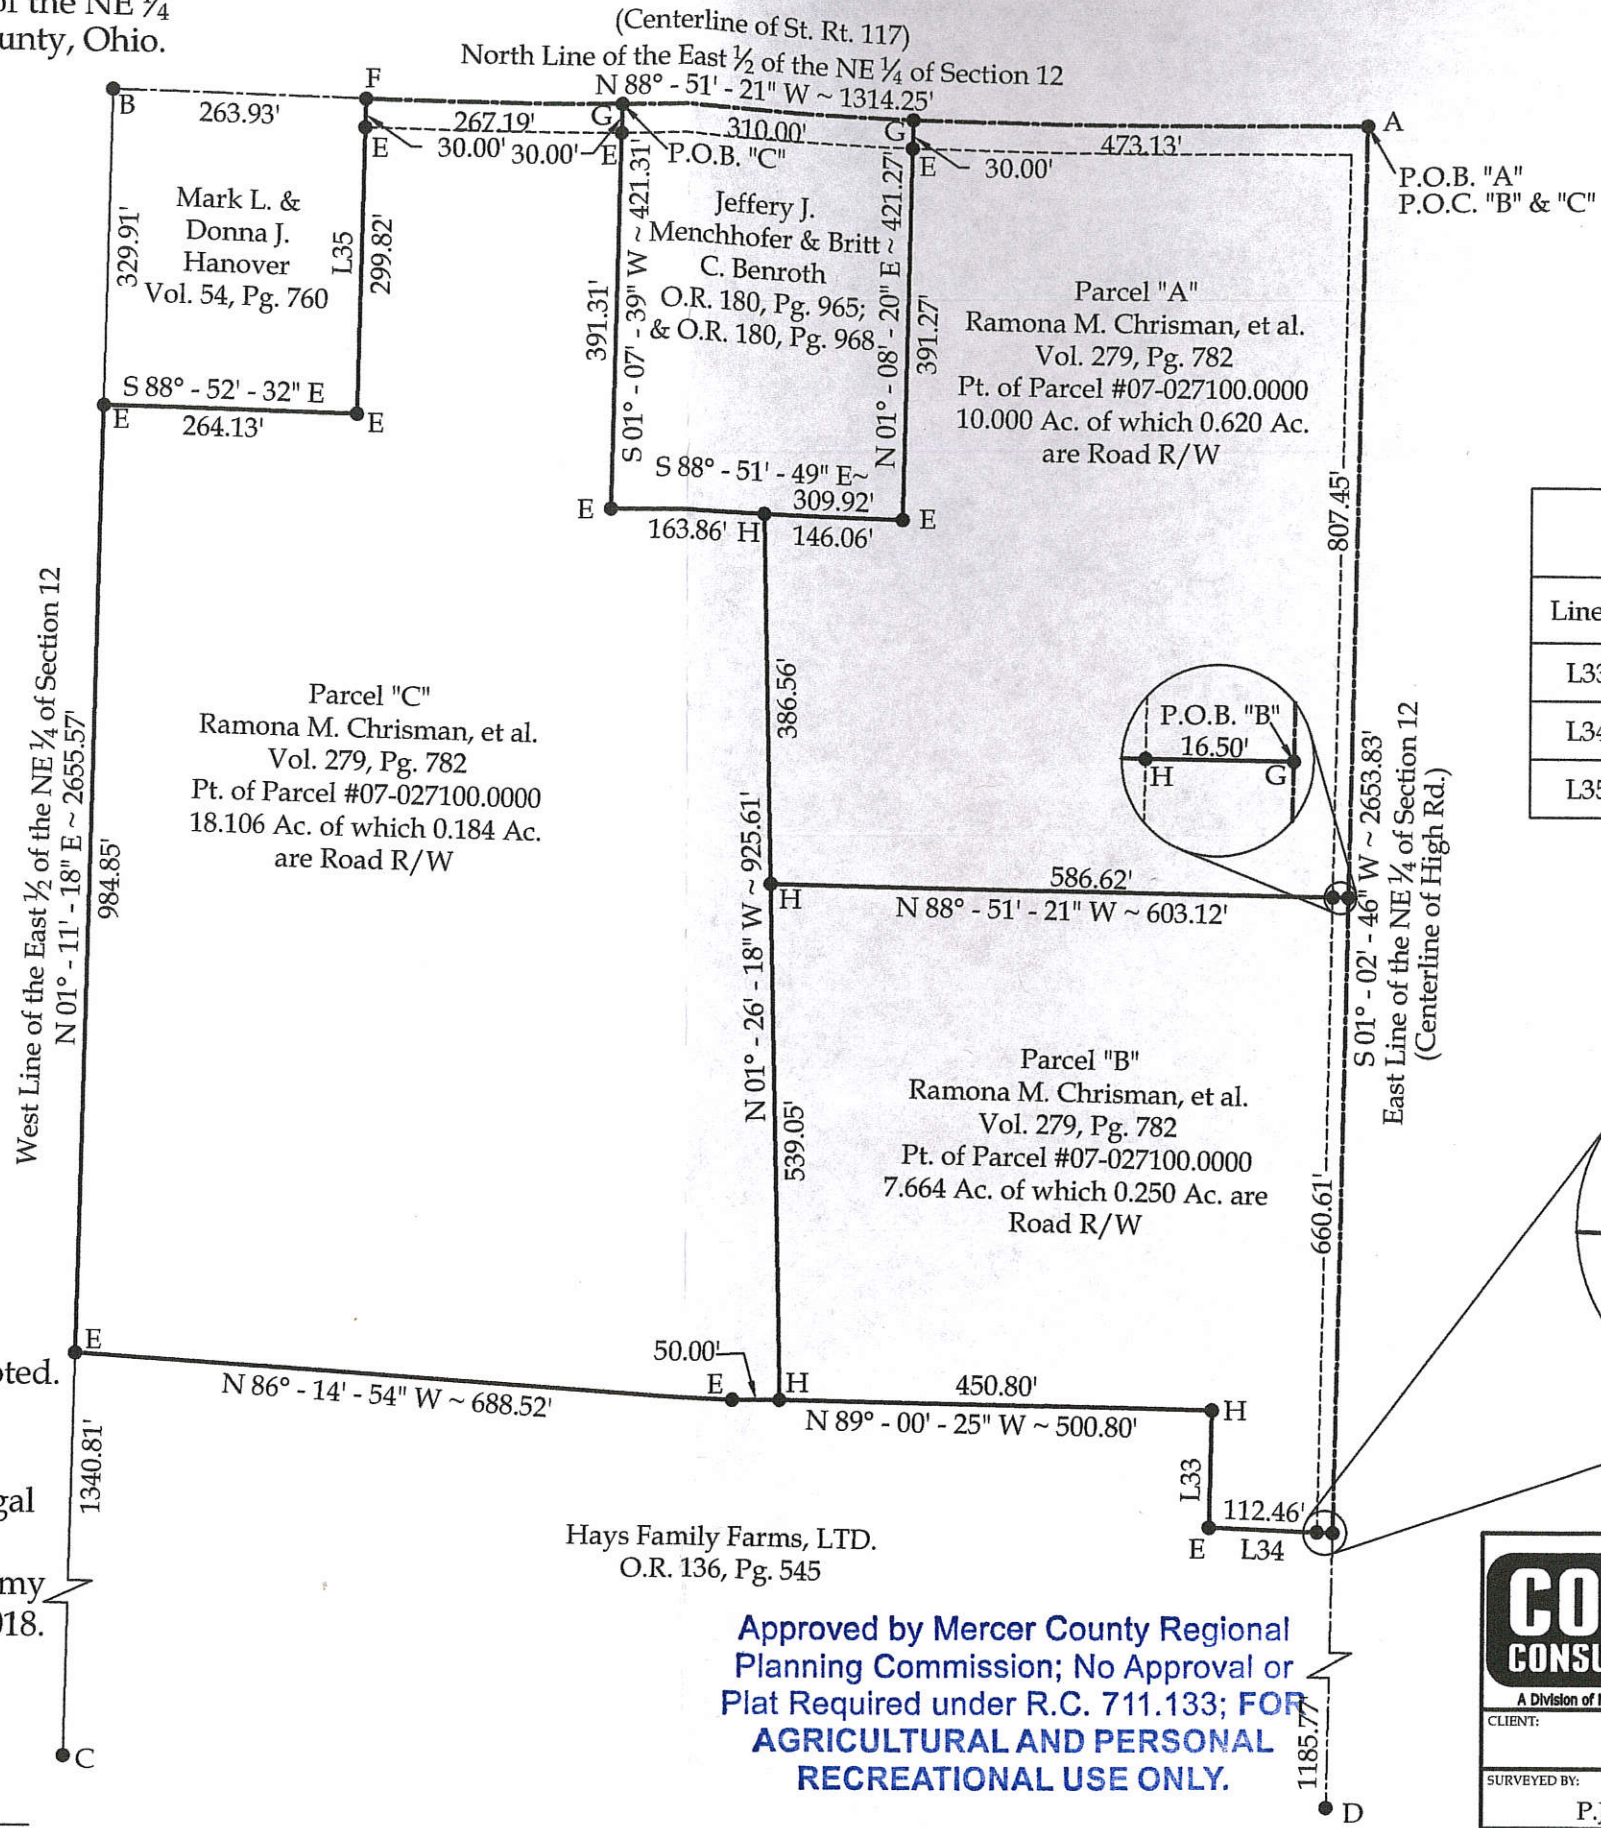 of the NE ¼
County, Ohio.
(Centerline of St. Rt. 117)
North Line of the East ½ of the NE ¼ of Section 12
N 88° - 51' - 21" W ~ 1314.25'
B
263.93'
F
267.19'
G
310.00'
G
473.13'
A
E
30.00'
30.00'
E
P.O.B. "C"
E
30.00'
P.O.B. "A"
P.O.C. "B" & "C"
329.91'
Mark L. &
Donna J.
Hanover
Vol. 54, Pg. 760
L35
299.82'
S 88° - 52' - 32" E
264.13'
E
E
391.31'
S 01° - 07' - 39" W ~ 421.31'
Jeffery J.
Menchhofer & Britt
C. Benroth
O.R. 180, Pg. 965;
& O.R. 180, Pg. 968
N 01° - 08' - 20" E ~ 421.27'
391.27'
S 88° - 51' - 49" E~
309.92'
E
163.86'
H
146.06'
E
Parcel "A"
Ramona M. Chrisman, et al.
Vol. 279, Pg. 782
Pt. of Parcel #07-027100.0000
10.000 Ac. of which 0.620 Ac.
are Road R/W
807.45'
Line
L33
L34
L35
West Line of the East ½ of the NE ¼ of Section 12
N 01° - 11' - 18" E ~ 2655.57'
984.85'
Parcel "C"
Ramona M. Chrisman, et al.
Vol. 279, Pg. 782
Pt. of Parcel #07-027100.0000
18.106 Ac. of which 0.184 Ac.
are Road R/W
386.56'
N 01° - 26' - 18" W ~ 925.61'
539.05'
P.O.B. "B"
16.50'
H
G
586.62'
H
N 88° - 51' - 21" W ~ 603.12'
S 01° - 02' - 46" W ~ 2653.83'
East Line of the NE ¼ of Section 12
(Centerline of High Rd.)
Parcel "B"
Ramona M. Chrisman, et al.
Vol. 279, Pg. 782
Pt. of Parcel #07-027100.0000
7.664 Ac. of which 0.250 Ac. are
Road R/W
660.61'
E
N 86° - 14' - 54" W ~ 688.52'
50.00'
E
H
450.80'
N 89° - 00' - 25" W ~ 500.80'
H
L33
112.46'
E
L34
1340.81'
Hays Family Farms, LTD.
O.R. 136, Pg. 545
Approved by Mercer County Regional
Planning Commission; No Approval or
Plat Required under R.C. 711.133; FOR
AGRICULTURAL AND PERSONAL
RECREATIONAL USE ONLY.
1185.77'
C
D
CONSU
A Division of
CLIENT:
SURVEYED BY:
P.J